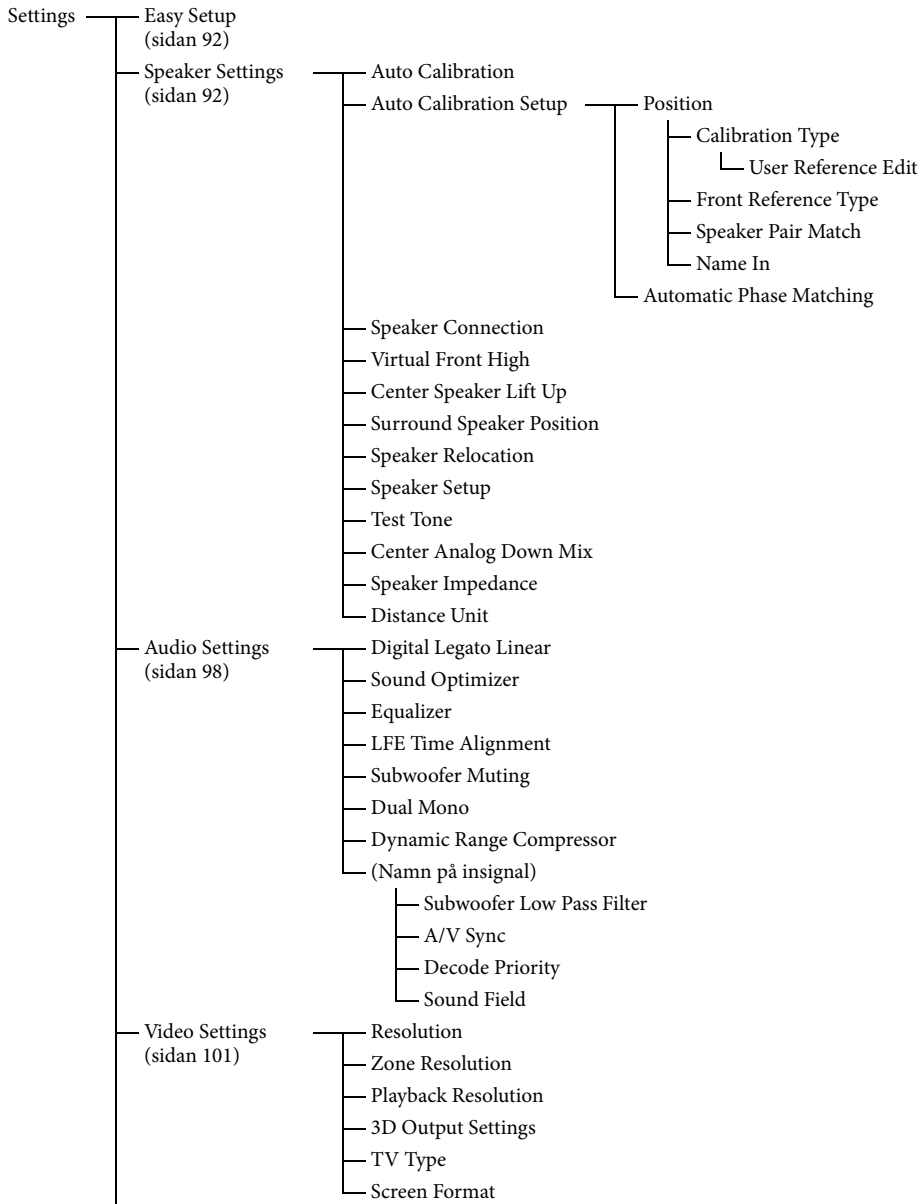 Settings
Easy Setup
(sidan 92)
Speaker Settings
(sidan 92)
Auto Calibration
Auto Calibration Setup
Position
Calibration Type
User Reference Edit
Front Reference Type
Speaker Pair Match
Name In
Automatic Phase Matching
Speaker Connection
Virtual Front High
Center Speaker Lift Up
Surround Speaker Position
Speaker Relocation
Speaker Setup
Test Tone
Center Analog Down Mix
Speaker Impedance
Distance Unit
Audio Settings
(sidan 98)
Digital Legato Linear
Sound Optimizer
Equalizer
LFE Time Alignment
Subwoofer Muting
Dual Mono
Dynamic Range Compressor
(Namn på insignal)
Subwoofer Low Pass Filter
A/V Sync
Decode Priority
Sound Field
Video Settings
(sidan 101)
Resolution
Zone Resolution
Playback Resolution
3D Output Settings
TV Type
Screen Format